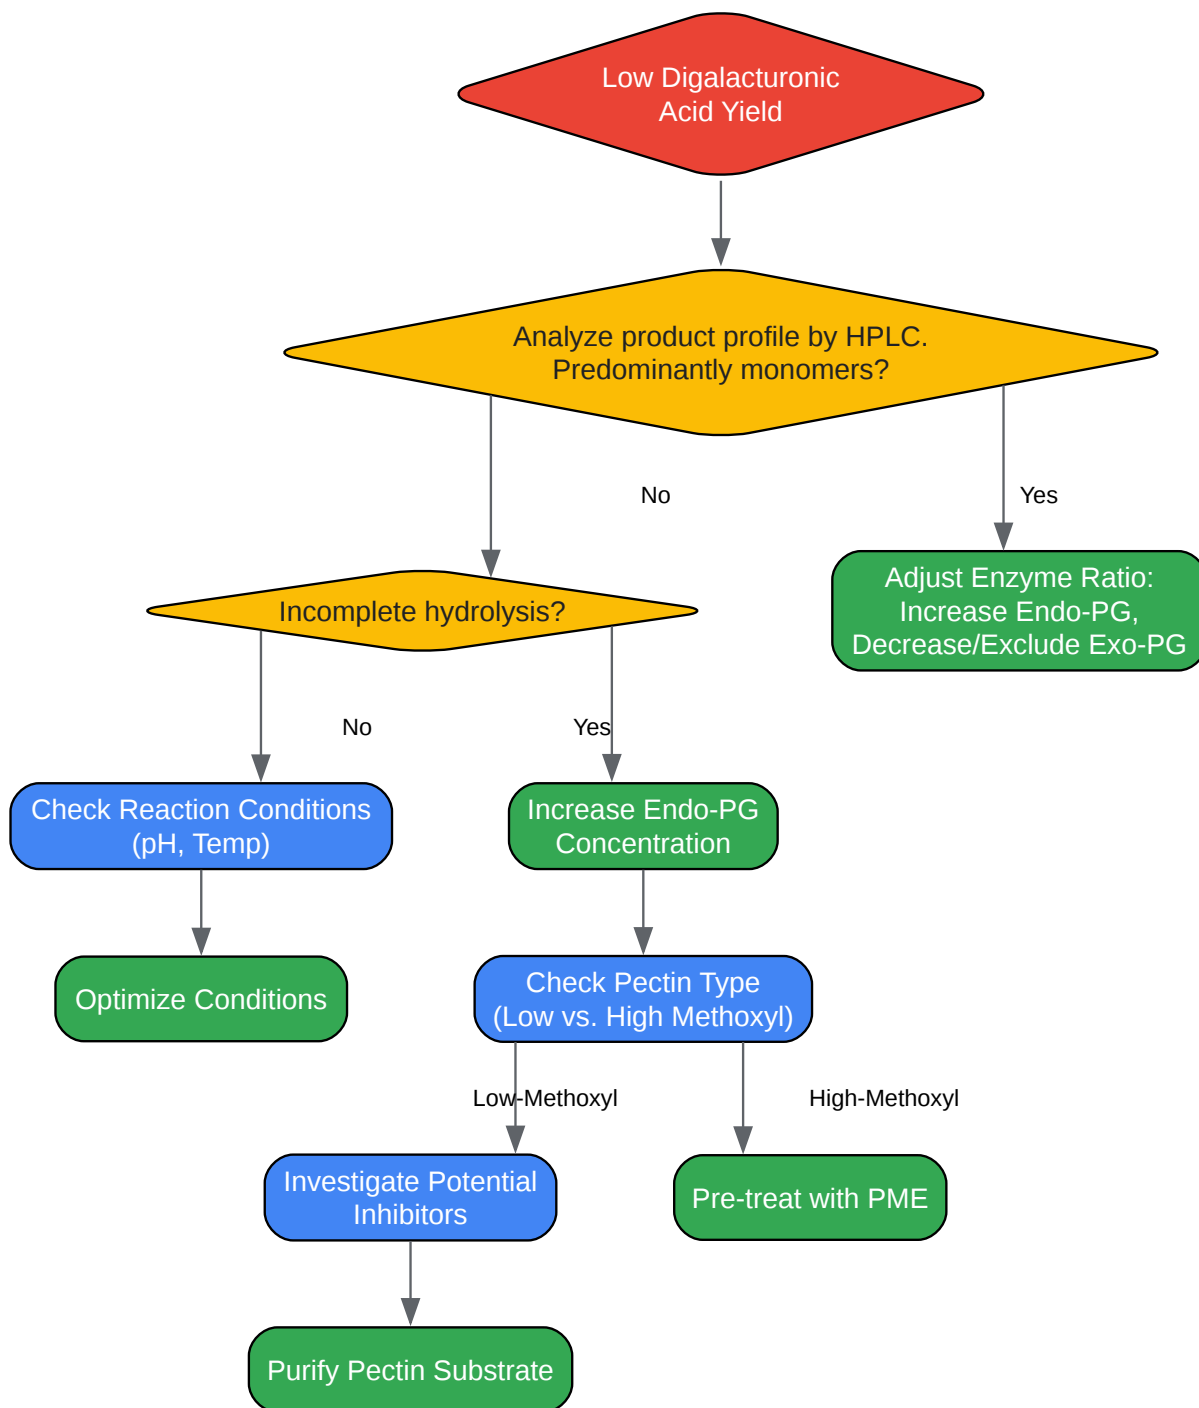 Low Digalacturonic
Acid Yield
Analyze product profile by HPLC.
Predominantly monomers?
No
Yes
Adjust Enzyme Ratio:
Increase Endo-PG,
Decrease/Exclude Exo-PG
Incomplete hydrolysis?
No
Yes
Check Reaction Conditions
(pH, Temp)
Increase Endo-PG
Concentration
Optimize Conditions
Check Pectin Type
(Low vs. High Methoxyl)
Low-Methoxyl
High-Methoxyl
Investigate Potential
Inhibitors
Pre-treat with PME
Purify Pectin Substrate